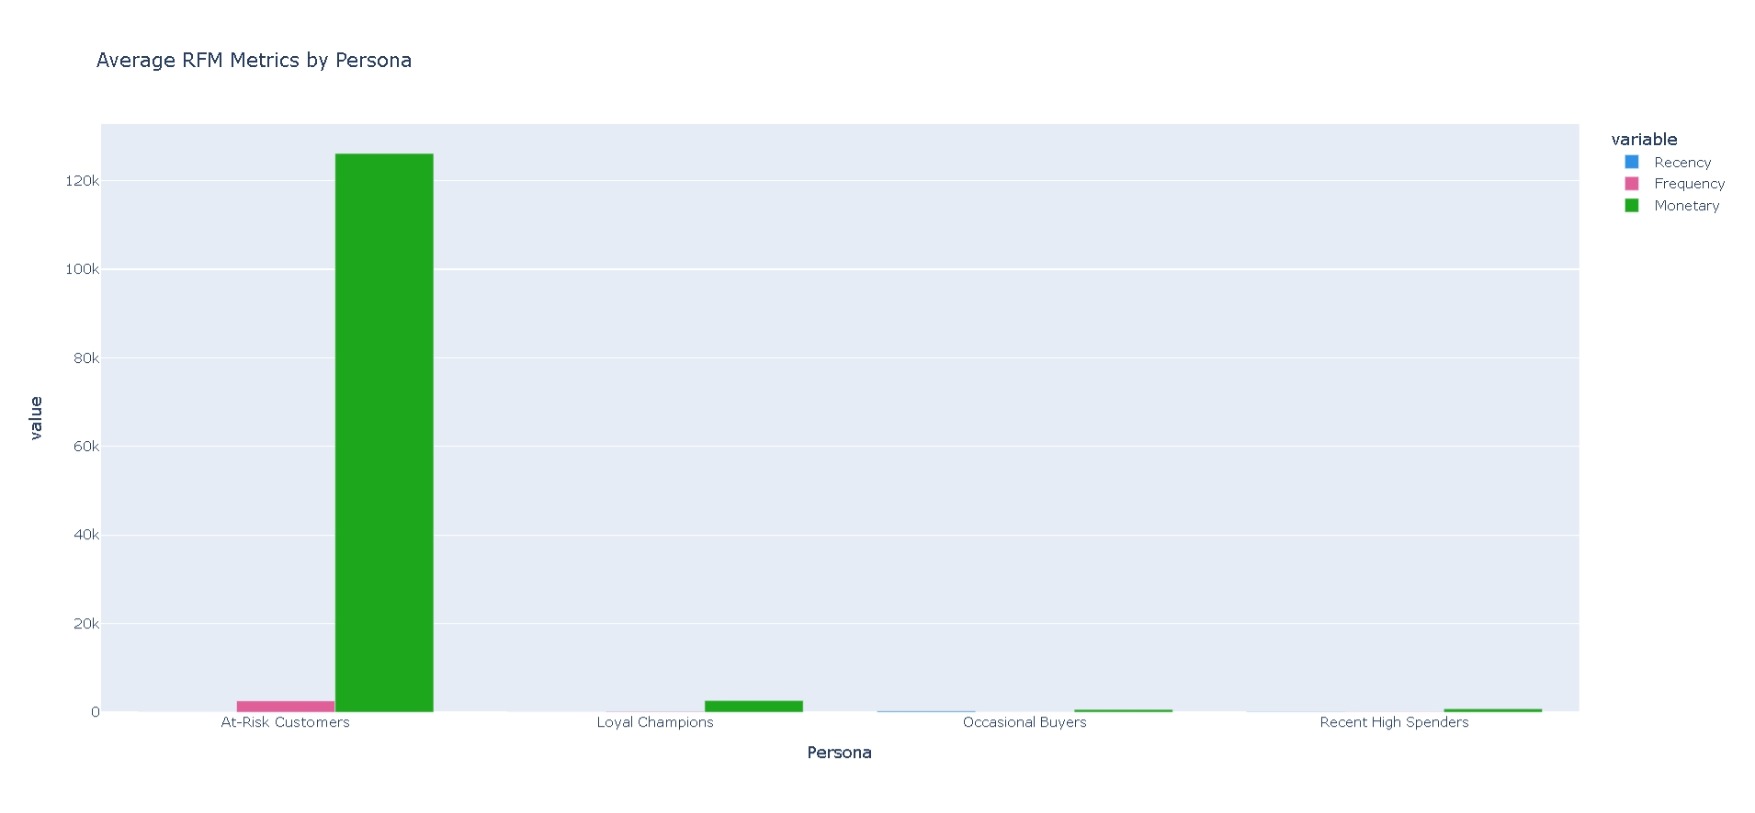 Average RFM Metrics by Persona
variable
Recency
Frequency
Monetary
120k
100k
80k
60k
40k
20k
0
value
At-Risk Customers
Loyal Champions
Occasional Buyers
Recent High Spenders
Persona